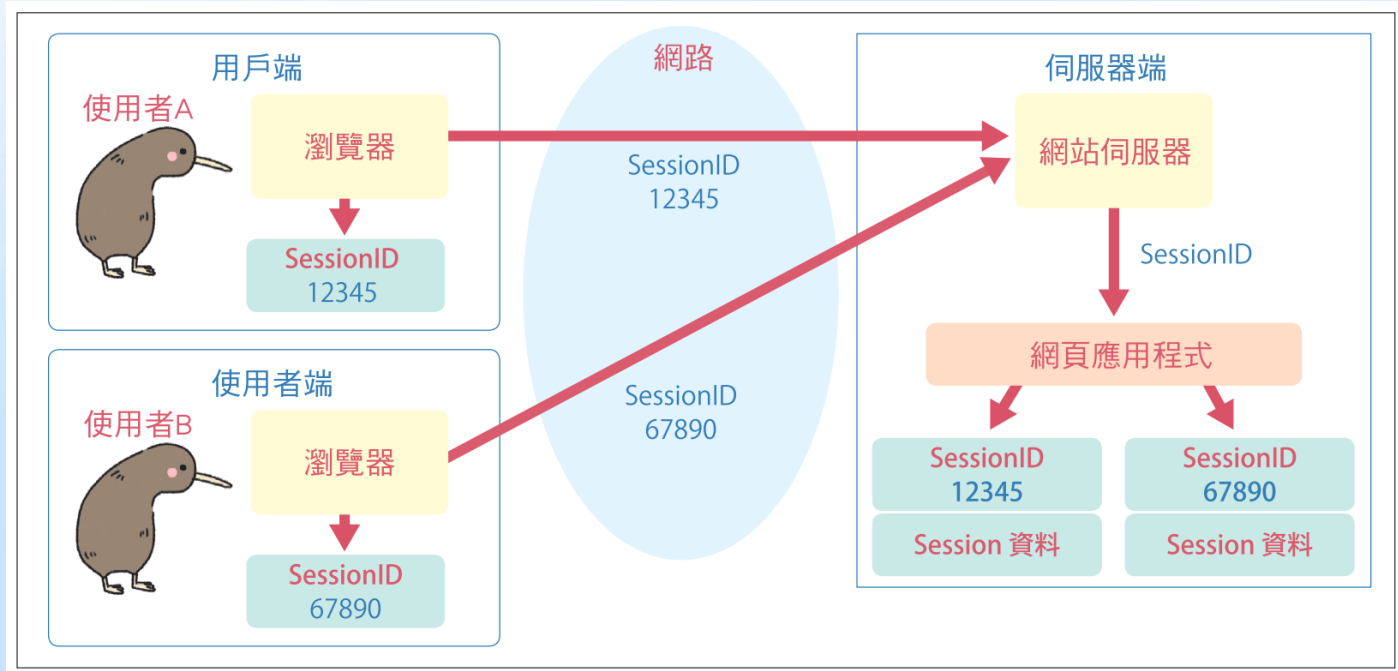 用戶端
使用者A
瀏覽器
SessionID
12345
使用者端
使用者B
瀏覽器
SessionID
67890
網路
SessionID
12345
SessionID
67890
伺服器端
網站伺服器
SessionID
網頁應用程式
SessionID
12345
Session 資料
SessionID
67890
Session 資料